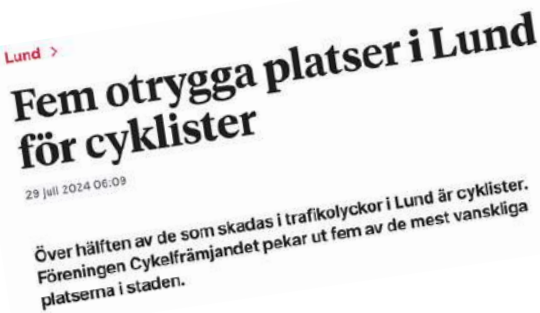 Lund >
Fem otrygga platser i Lund
för cyklister
29 juli 2024 06:09
Över hälften av de som skadas i trafikolyckor i Lund är cyklister.
Föreningen Cykelfrämjandet pekar ut fem av de mest vanskliga
platserna i staden.